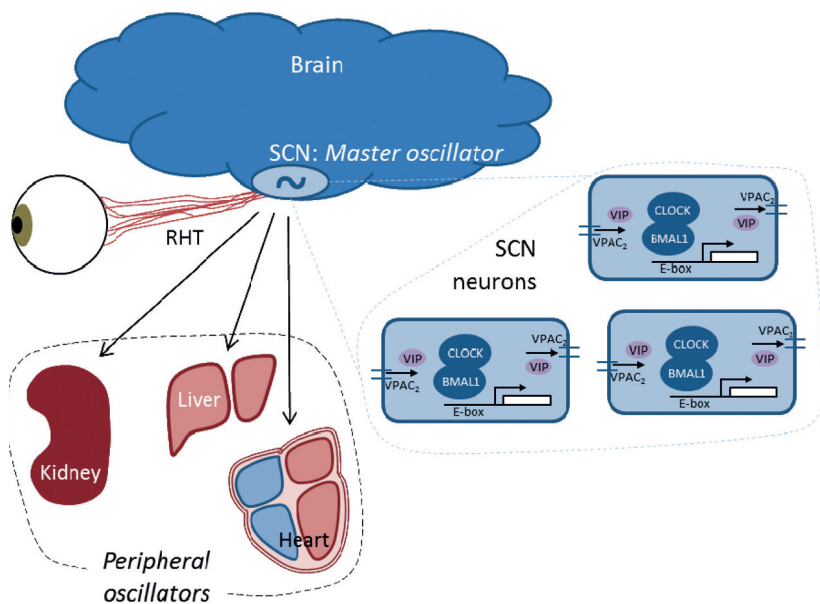 Brain
SCN: Master oscillator
RHT
SCN
neurons
VPAC₂
VIP
CLOCK
VIP
BMAL1
VPAC₂
E-box
VPAC₂
VIP
CLOCK
VIP
BMAL1
VPAC₂
E-box
VPAC₂
VIP
CLOCK
VIP
BMAL1
VPAC₂
E-box
Liver
Kidney
Heart
Peripheral
oscillators